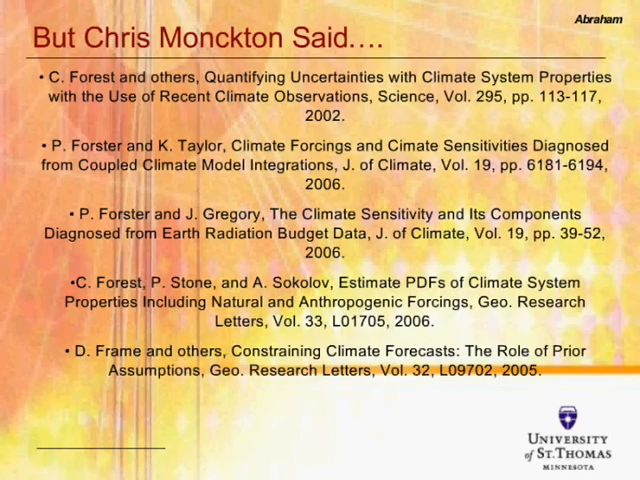 Abraham
But Chris Monckton Said….
• C. Forest and others, Quantifying Uncertainties with Climate System Properties
with the Use of Recent Climate Observations, Science, Vol. 295, pp. 113-117,
2002.
• P. Forster and K. Taylor, Climate Forcings and Cimate Sensitivities Diagnosed
from Coupled Climate Model Integrations, J. of Climate, Vol. 19, pp. 6181-6194,
2006.
• P. Forster and J. Gregory, The Climate Sensitivity and Its Components
Diagnosed from Earth Radiation Budget Data, J. of Climate, Vol. 19, pp. 39-52,
2006.
•C. Forest, P. Stone, and A. Sokolov, Estimate PDFs of Climate System
Properties Including Natural and Anthropogenic Forcings, Geo. Research
Letters, Vol. 33, L01705, 2006.
• D. Frame and others, Constraining Climate Forecasts: The Role of Prior
Assumptions, Geo. Research Letters, Vol. 32, L09702, 2005.
UNIVERSITY
of ST. THOMAS
MINNESOTA